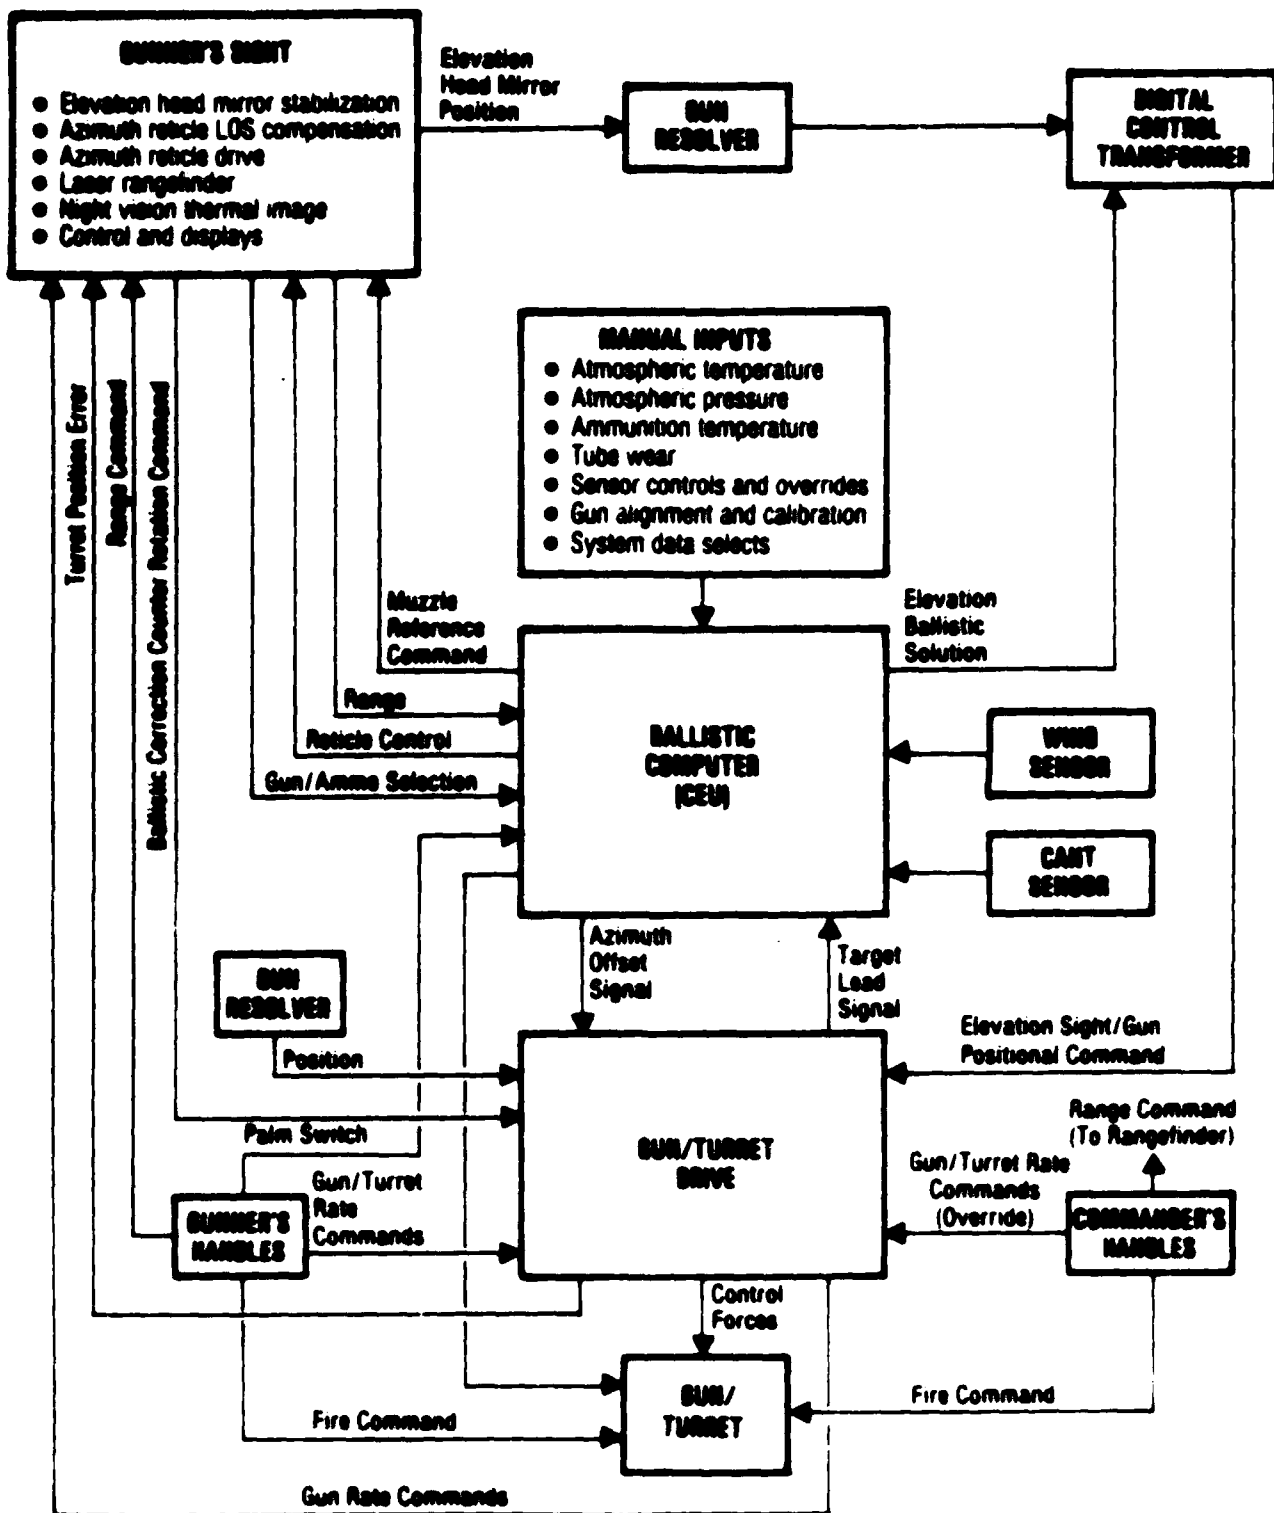 GUNNER'S SIGHT
● Elevation head mirror stabilization
● Azimuth reticle LOS compensation
● Azimuth reticle drive
● Laser rangefinder
● Night vision thermal image
● Control and displays
Elevation
Head Mirror
Position
GUN
RESOLVER
DIGITAL
CONTROL
TRANSFORMER
MANUAL INPUTS
● Atmospheric temperature
● Atmospheric pressure
● Ammunition temperature
● Tube wear
● Sensor controls and overrides
● Gun alignment and calibration
● System data selects
Turret Position Error
Range Command
Ballistic Correction Counter Rotation Command
Muzzle
Reference
Command
Range
Reticle Control
Gun/Ammo Selection
Elevation
Ballistic
Solution
BALLISTIC
COMPUTER
(CEU)
WIND
SENSOR
CANT
SENSOR
Azimuth
Offset
Signal
Target
Lead
Signal
GUN
RESOLVER
Position
Elevation Sight/Gun
Positional Command
Palm Switch
GUN/TURRET
DRIVE
Range Command
(To Rangefinder)
Gun/Turret
Rate
Commands
Gun/Turret Rate
Commands
(Override)
GUNNER'S
HANDLES
COMMANDER'S
HANDLES
Control
Forces
GUN/
TURRET
Fire Command
Fire Command
Gun Rate Commands